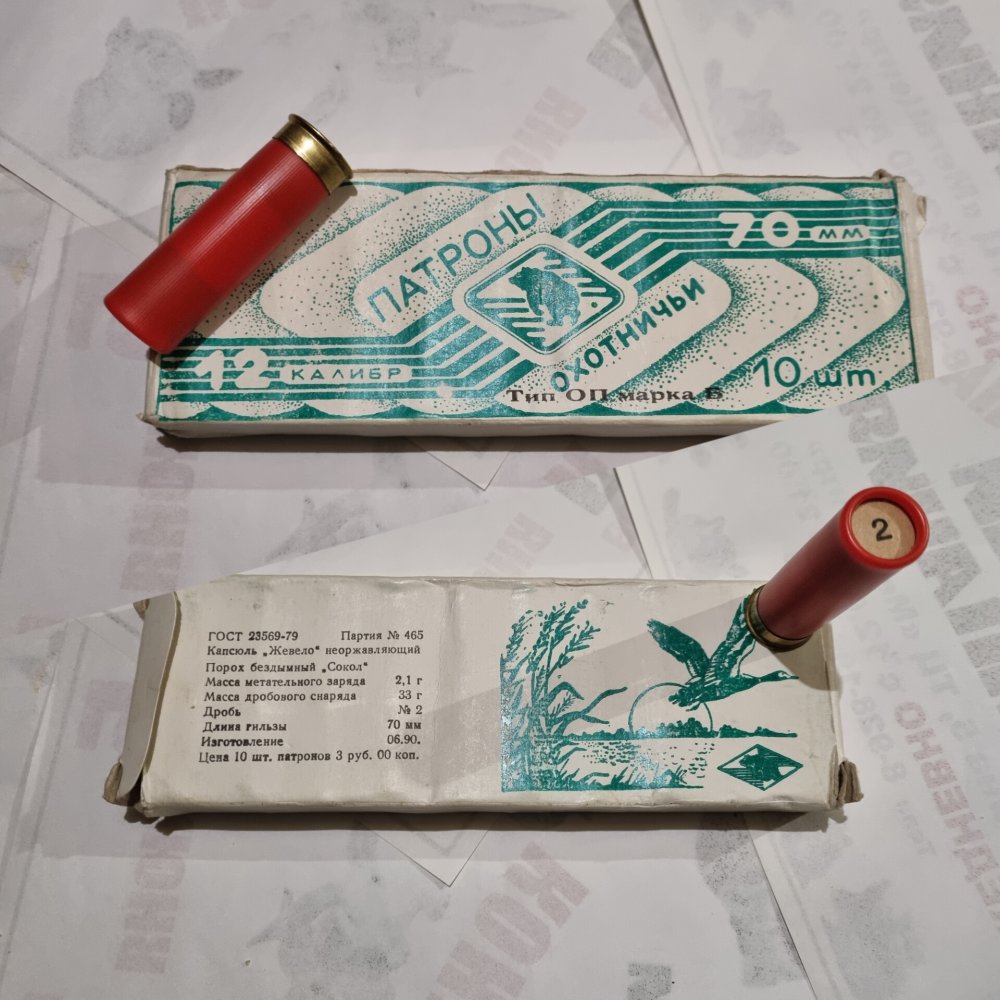 ПАТРОНЫ
ОХОТНИЧЬИ
70 мм
12 КАЛИБР
10 шт.
Тип ОП марка Б
2
ГОСТ 23569-79 Партия № 465
Капсюль „Жевело" неоржавляющий
Порох бездымный „Сокол"
Масса метательного заряда 2,1 г
Масса дробового снаряда 33 г
Дробь № 2
Длина гильзы 70 мм
Изготовление 06.90.
Цена 10 шт. патронов 3 руб. 00 коп.